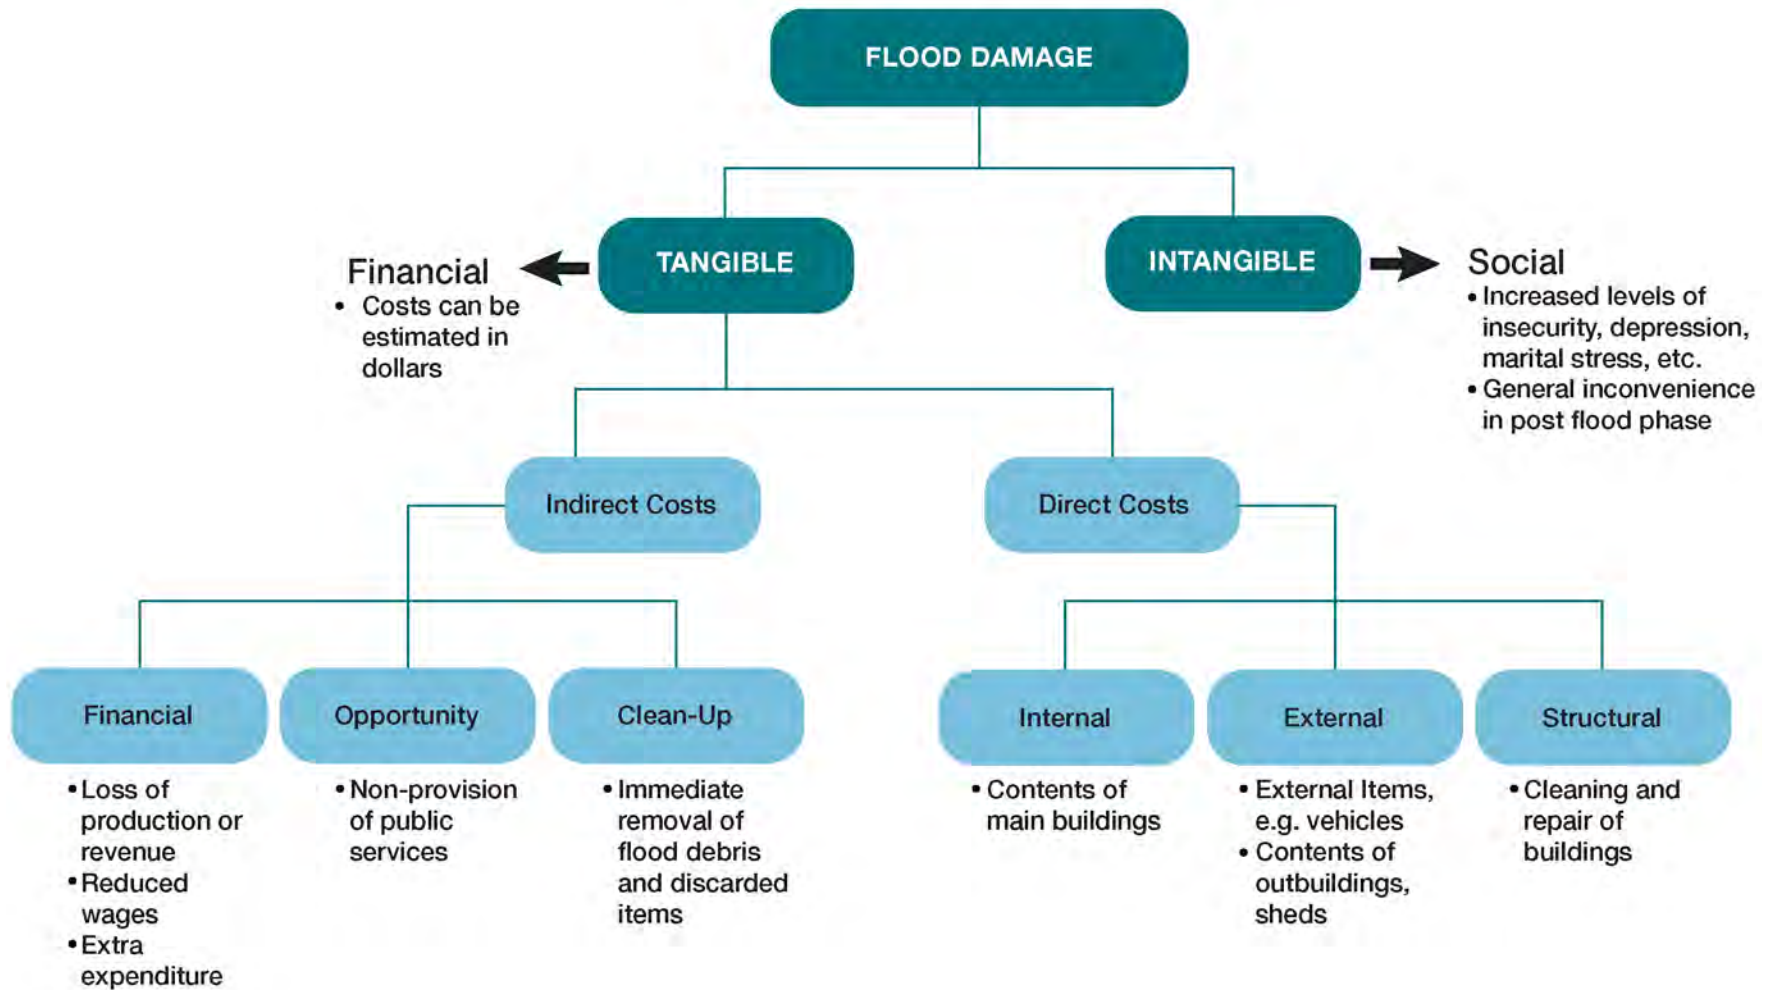 FLOOD DAMAGE
TANGIBLE
INTANGIBLE
Financial
• Costs can be
estimated in
dollars
Social
• Increased levels of
insecurity, depression,
marital stress, etc.
• General inconvenience
in post flood phase
Indirect Costs
Direct Costs
Financial
Opportunity
Clean-Up
Internal
External
Structural
• Loss of
production or
revenue
• Reduced
wages
• Extra
expenditure
• Non-provision
of public
services
• Immediate
removal of
flood debris
and discarded
items
• Contents of
main buildings
• External Items,
e.g. vehicles
• Contents of
outbuildings,
sheds
• Cleaning and
repair of
buildings